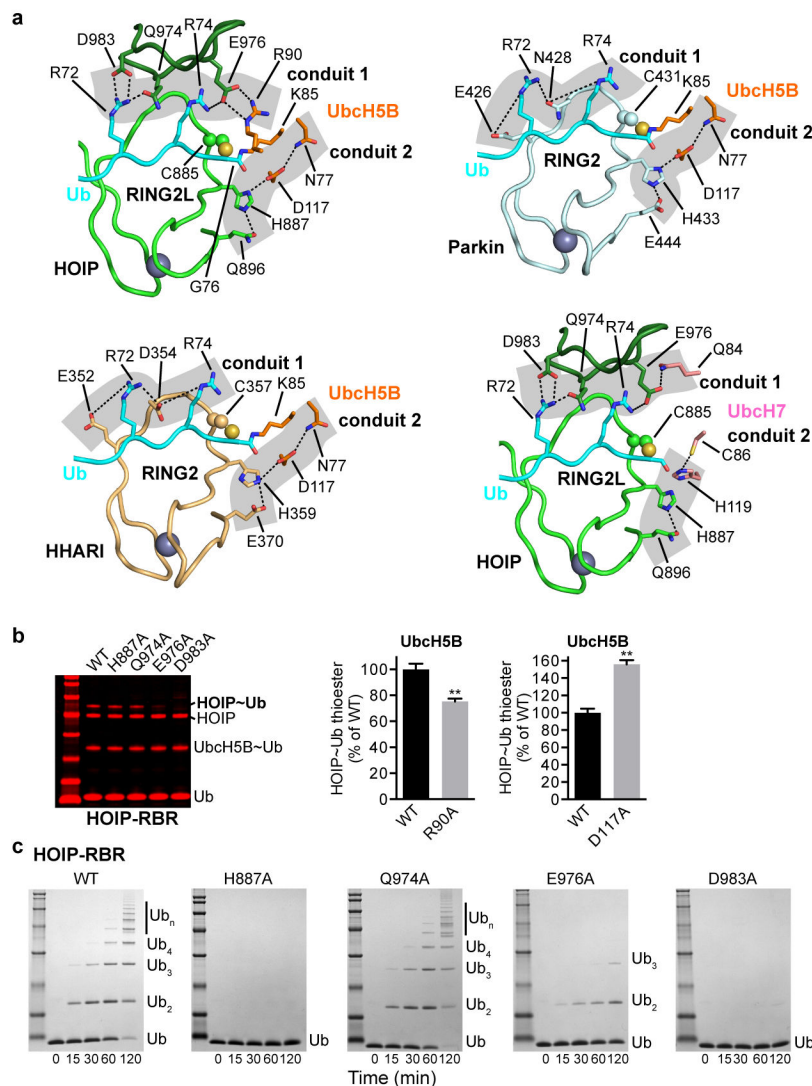 a
D983
Q974
R74
E976
R90
R72
conduit 1
K85
UbcH5B
conduit 2
Ub
C885
RING2L
N77
D117
H887
HOIP
Q896
G76
R72
N428
R74
conduit 1
C431
E426
K85
UbcH5B
conduit 2
Ub
RING2
N77
D117
H433
Parkin
E444
E352
R72
D354
R74
conduit 1
C357
K85
UbcH5B
conduit 2
Ub
RING2
N77
D117
H359
HHARI
E370
D983
Q974
R74
E976
Q84
R72
conduit 1
C885
UbcH7
conduit 2
Ub
RING2L
C86
H119
HOIP
H887
Q896
b
WT
H887A
Q974A
E976A
D983A
HOIP~Ub
HOIP
UbcH5B~Ub
Ub
HOIP-RBR
UbcH5B
HOIP~Ub thioester
(% of WT)
120
100
80
60
40
20
0
**
WT
R90A
UbcH5B
HOIP~Ub thioester
(% of WT)
160
140
120
100
80
60
40
20
0
**
WT
D117A
c HOIP-RBR
WT
Ubn
Ub4
Ub3
Ub2
Ub
0 15 30 60 120
H887A
Ub
0 15 30 60 120
Q974A
Ubn
Ub4
Ub3
Ub2
Ub
0 15 30 60 120
E976A
Ub3
Ub2
Ub
0 15 30 60 120
D983A
Ub
0 15 30 60 120
Time (min)